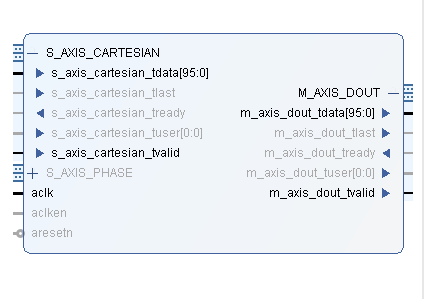 S_AXIS_CARTESIAN
s_axis_cartesian_tdata[95:0]
s_axis_cartesian_tlast
s_axis_cartesian_tready
s_axis_cartesian_tuser[0:0]
s_axis_cartesian_tvalid
S_AXIS_PHASE
aclk
aclken
aresetn
M_AXIS_DOUT
m_axis_dout_tdata[95:0]
m_axis_dout_tlast
m_axis_dout_tready
m_axis_dout_tuser[0:0]
m_axis_dout_tvalid